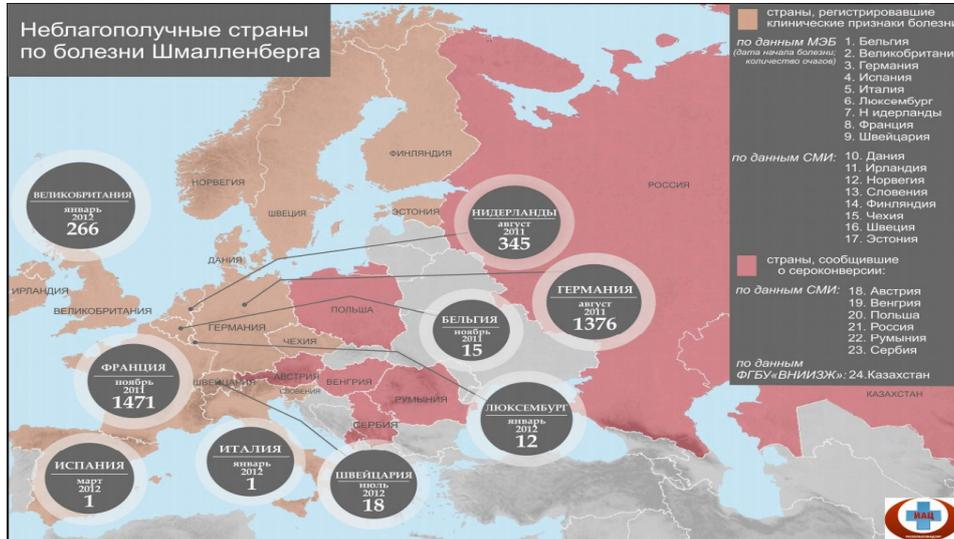 Неблагополучные страны
по болезни Шмалленберга
страны, регистрировавшие
клинические признаки болезни
по данным МЭБ
(дата начала болезни;
количество очагов)
1. Бельгия
2. Великобритани
3. Германия
4. Испания
5. Италия
6. Люксембург
7. Н идерланды
8. Франция
9. Швейцария
по данным СМИ:
10. Дания
11. Ирландия
12. Норвегия
13. Словения
14. Финляндия
15. Чехия
16. Швеция
17. Эстония
страны, сообщившие
о сероконверсии:
по данным СМИ:
18. Австрия
19. Венгрия
20. Польша
21. Россия
22. Румыния
23. Сербия
по данным
ФГБУ«ВНИИЗЖ»: 24.Казахстан
ФИНЛЯНДИЯ
НОРВЕГИЯ
РОССИЯ
ШВЕЦИЯ
ЭСТОНИЯ
ВЕЛИКОБРИТАНИЯ
январь
2012
266
НИДЕРЛАНДЫ
август
2011
345
ДАНИЯ
ИРЛАНДИЯ
ВЕЛИКОБРИТАНИЯ
ГЕРМАНИЯ
август
2011
1376
ПОЛЬША
ГЕРМАНИЯ
ЧЕХИЯ
БЕЛЬГИЯ
ноябрь
2011
15
ФРАНЦИЯ
ноябрь
2011
1471
ШВЕЙЦАРИЯ
АВСТРИЯ
СЛОВЕНИЯ
ВЕНГРИЯ
РУМЫНИЯ
СЕРБИЯ
КАЗАХСТАН
ЛЮКСЕМБУРГ
январь
2012
12
ИСПАНИЯ
март
2012
1
ИТАЛИЯ
январь
2012
1
ШВЕЙЦАРИЯ
июль
2012
18
ИАЦ